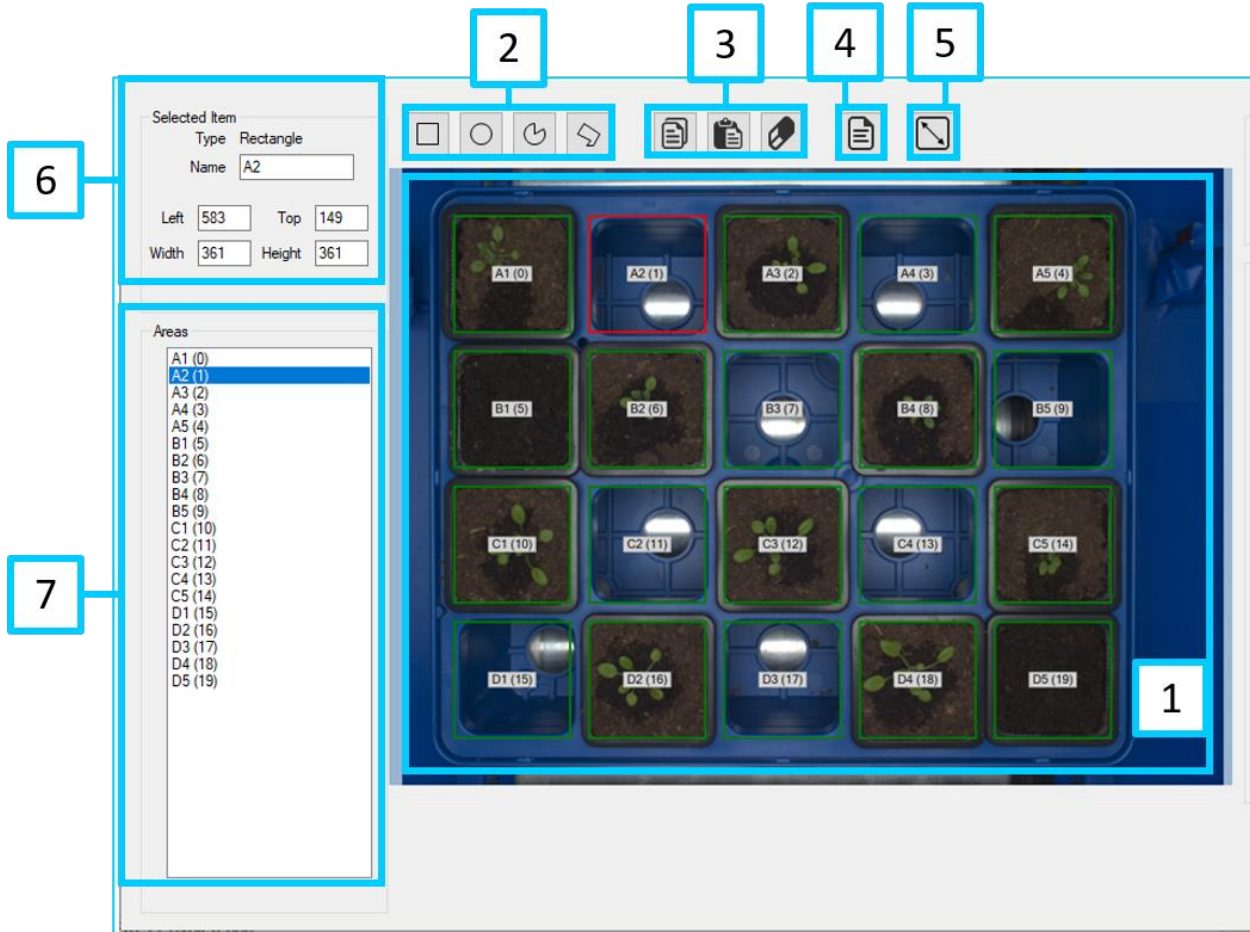 2
3
4
5
6
Selected Item
Type Rectangle
Name A2
Left 583 Top 149
Width 361 Height 361
7
Areas
A1 (0)
A2 (1)
A3 (2)
A4 (3)
A5 (4)
B1 (5)
B2 (6)
B3 (7)
B4 (8)
B5 (9)
C1 (10)
C2 (11)
C3 (12)
C4 (13)
C5 (14)
D1 (15)
D2 (16)
D3 (17)
D4 (18)
D5 (19)
A1 (0) A2 (1) A3 (2) A4 (3) A5 (4)
B1 (5) B2 (6) B3 (7) B4 (8) B5 (9)
C1 (10) C2 (11) C3 (12) C4 (13) C5 (14)
D1 (15) D2 (16) D3 (17) D4 (18) D5 (19)
1